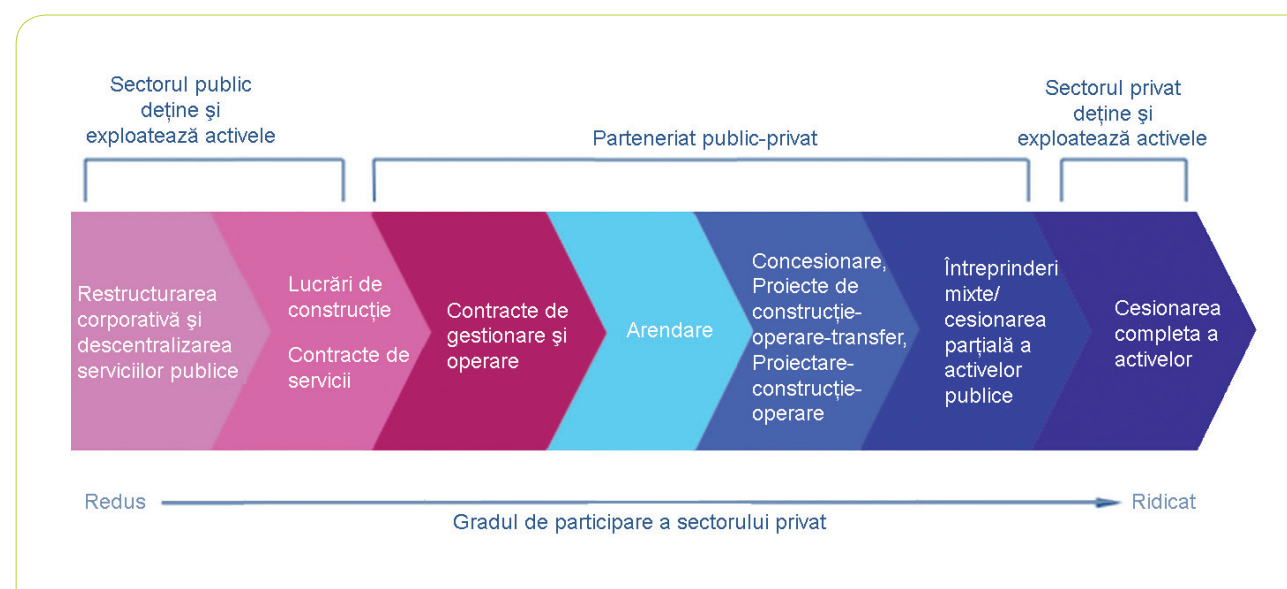 Sectorul public
deține şi
exploatează activele
Parteneriat public-privat
Sectorul privat
deține şi
exploatează activele
Restructurarea
corporativă şi
descentralizarea
serviciilor publice
Lucrări de
construcție
Contracte de
servicii
Contracte de
gestionare şi
operare
Arendare
Concesionare,
Proiecte de
construcție-
operare-transfer,
Proiectare-
construcție-
operare
Întreprinderi
mixte/
cesionarea
parțială a
activelor
publice
Cesionarea
completa a
activelor
Redus
Ridicat
Gradul de participare a sectorului privat